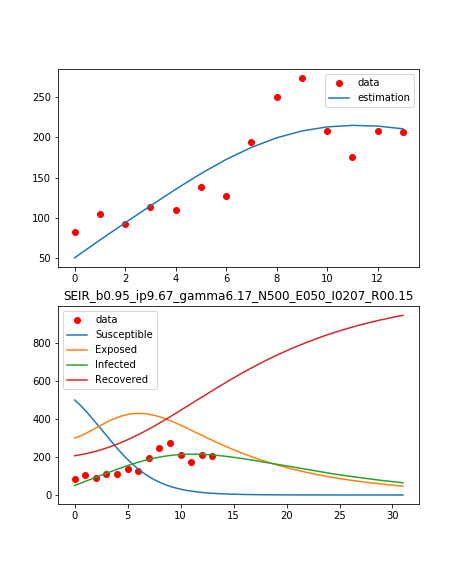 data
estimation
250
200
150
100
50
0 2 4 6 8 10 12
SEIR_b0.95_ip9.67_gamma6.17_N500_E050_I0207_R00.15
data
Susceptible
Exposed
Infected
Recovered
800
600
400
200
0
0 5 10 15 20 25 30